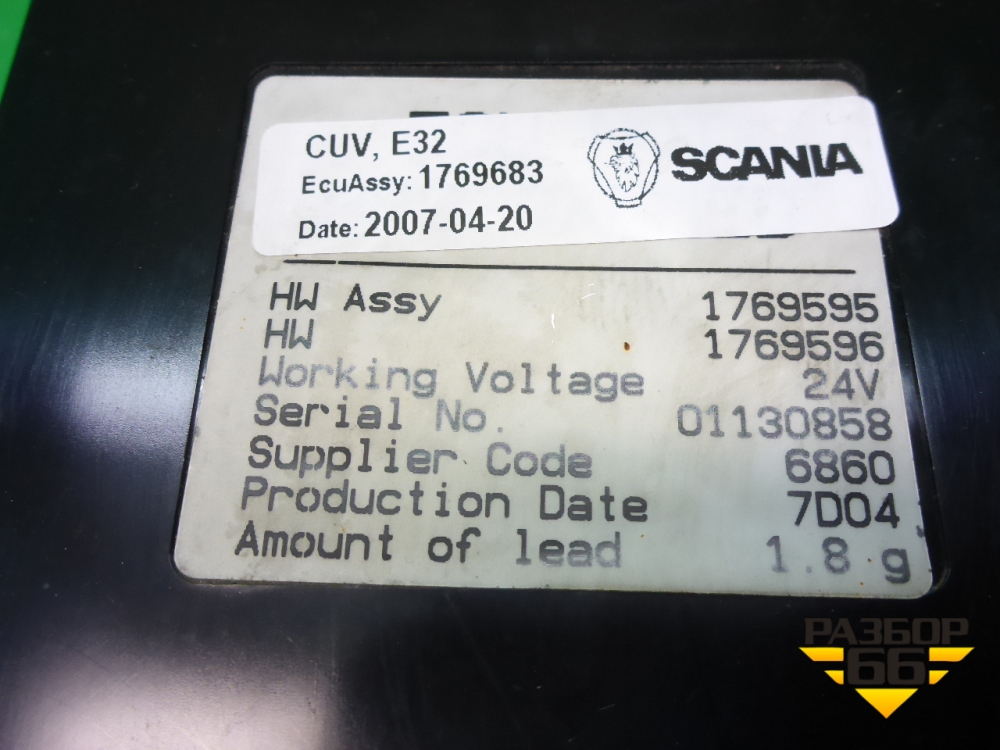 CUV, E32
EcuAssy: 1769683
Date: 2007-04-20
SCANIA
HW Assy 1769595
HW 1769596
Working Voltage 24V
Serial No. 01130858
Supplier Code 6860
Production Date 7D04
Amount of lead 1.8 g
РАЗБОР
66